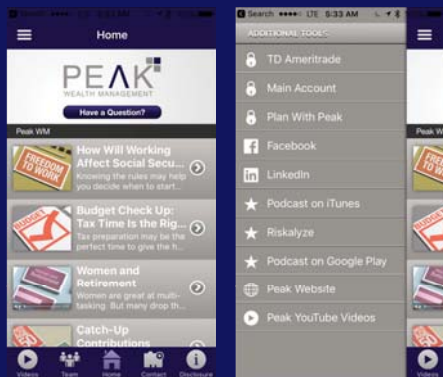 Home
PEAK
WEALTH MANAGEMENT
Have a Question?
Peak WM
FREEDOM
TO WORK
How Will Working
Affect Social Secu...
Knowing the rules may help
you decide when to start...
BUDGET
Budget Check Up:
Tax Time Is the Rig...
Tax preparation may be the
perfect time to give the h...
Women and
Retirement
Women are great at multi-
tasking. But many drop th...
Catch-Up
Contributions
Videos
Team
Home
Contact
Disclosure
Search LTE 5:33 AM
ADDITIONAL TOOLS
TD Ameritrade
Main Account
Plan With Peak
Facebook
LinkedIn
Podcast on iTunes
Riskalyze
Podcast on Google Play
Peak Website
Peak YouTube Videos
Peak W
Videos